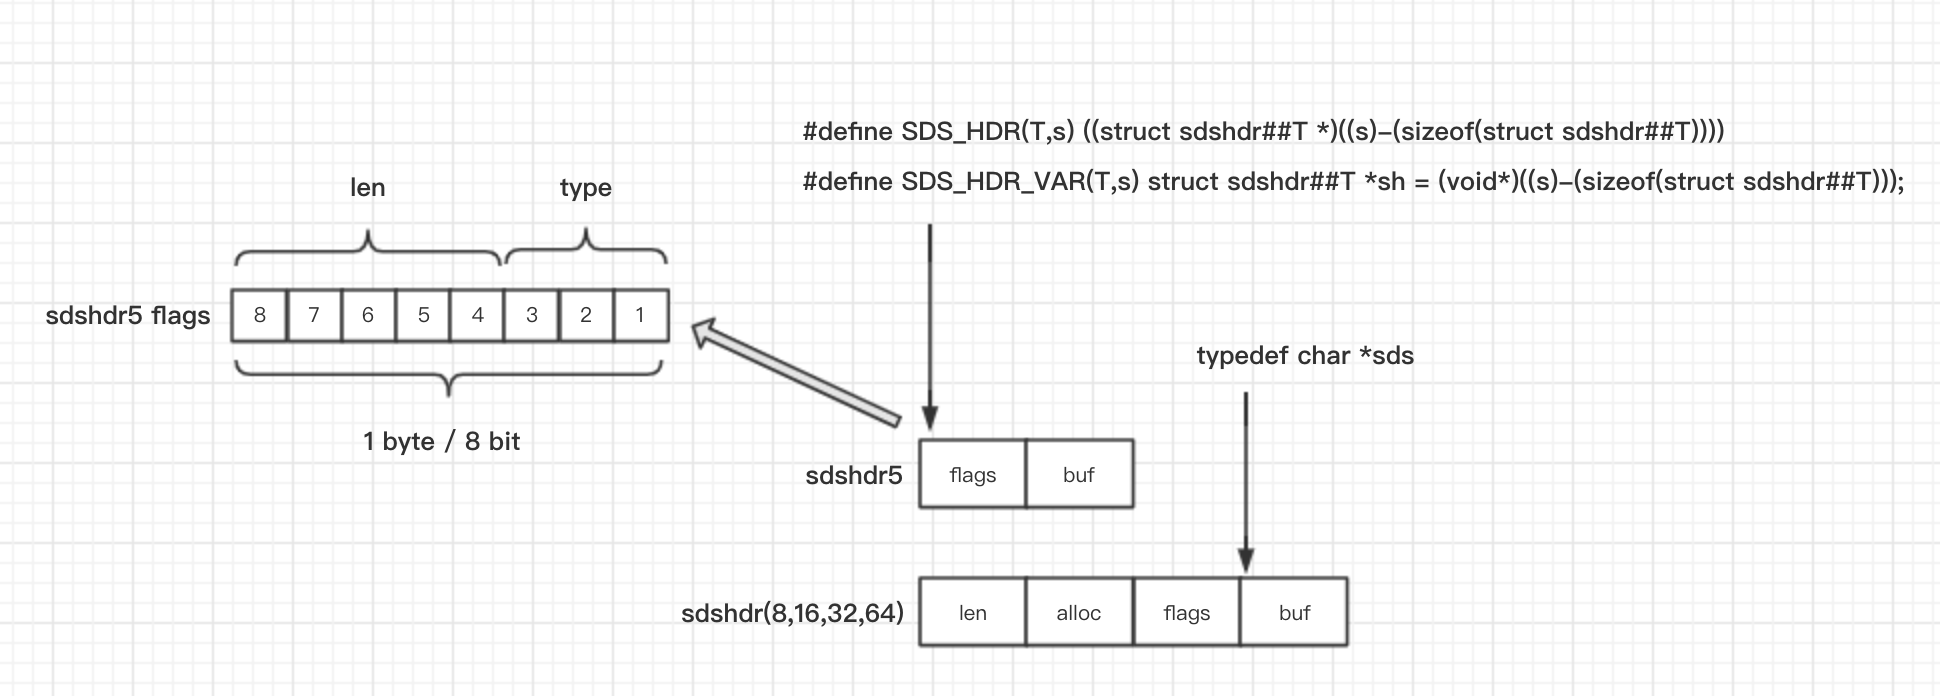 #define SDS_HDR(T,s) ((struct sdshdr##T *)((s)-(sizeof(struct sdshdr##T))))
#define SDS_HDR_VAR(T,s) struct sdshdr##T *sh = (void*)((s)-(sizeof(struct sdshdr##T)));
len type
sdshdr5 flags 8 7 6 5 4 3 2 1
1 byte / 8 bit
typedef char *sds
sdshdr5 flags buf
sdshdr(8,16,32,64) len alloc flags buf